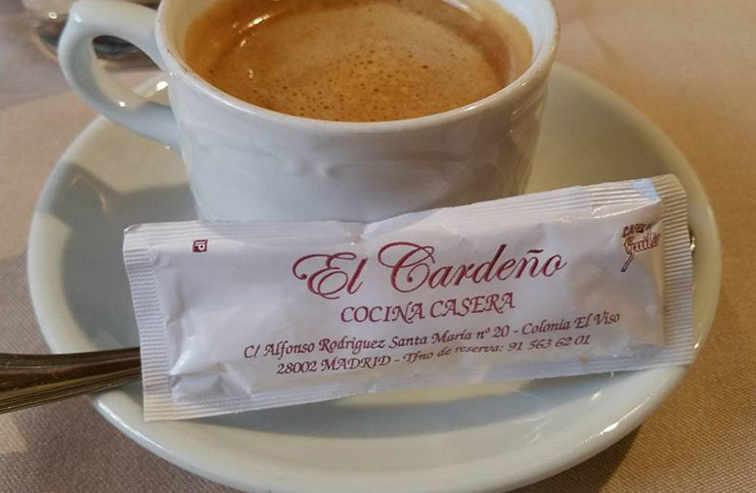 El Cardeño
COCINA CASERA
C/ Alfonso Rodriguez Santa María nº 20 - Colonia El Viso
28002 MADRID - Tfno de reserva: 91 563 62 01